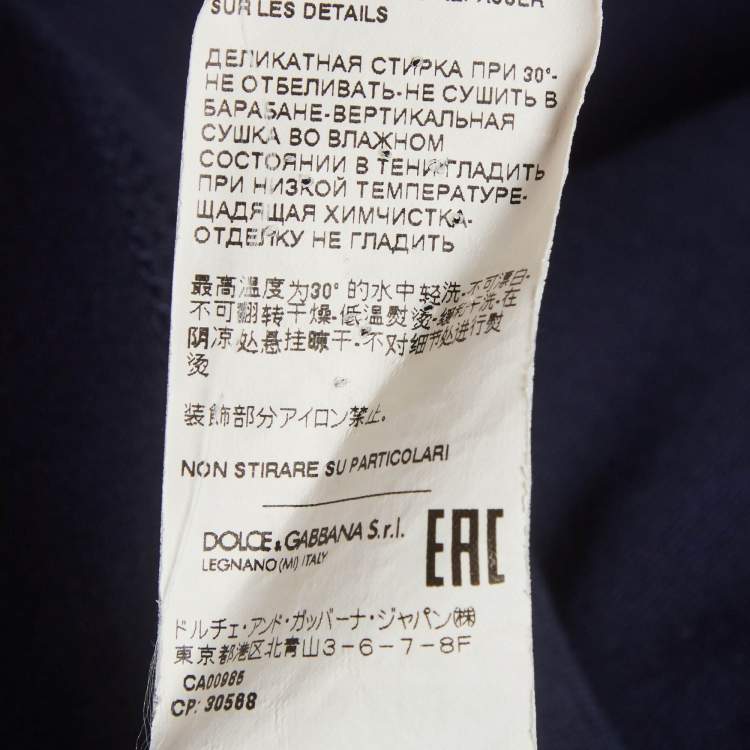 SUR LES DETAILS
ДЕЛИКАТНАЯ СТИРКА ПРИ 30°-
НЕ ОТБЕЛИВАТЬ-НЕ СУШИТЬ В
БАРАБАНЕ-ВЕРТИКАЛЬНАЯ
СУШКА ВО ВЛАЖНОМ
СОСТОЯНИИ В ТЕНИ-ГЛАДИТЬ
ПРИ НИЗКОЙ ТЕМПЕРАТУРЕ-
ЩАДЯЩАЯ ХИМЧИСТКА-
ОТДЕЛКУ НЕ ГЛАДИТЬ
最高温度为30° 的水中轻洗-不可漂白-
不可翻转干燥-低温熨烫-缓和干洗-在
阴凉处悬挂晾干-不对细节处进行熨
烫
装飾部分アイロン禁止.
NON STIRARE SU PARTICOLARI
DOLCE & GABBANA S.r.l.
LEGNANO (MI) ITALY
EAC
ドルチェ・アンド・ガッバーナ・ジャパン㈱
東京都港区北青山3-6-7-8F
CA00985
CP: 30568